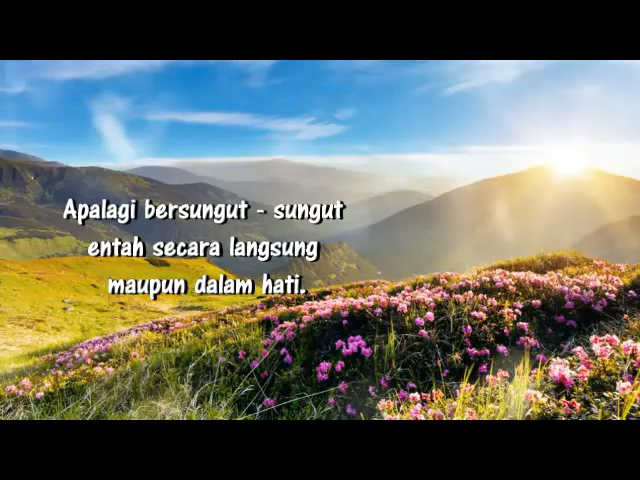 Apalagi bersungut - sungut
entah secara langsung
maupun dalam hati.